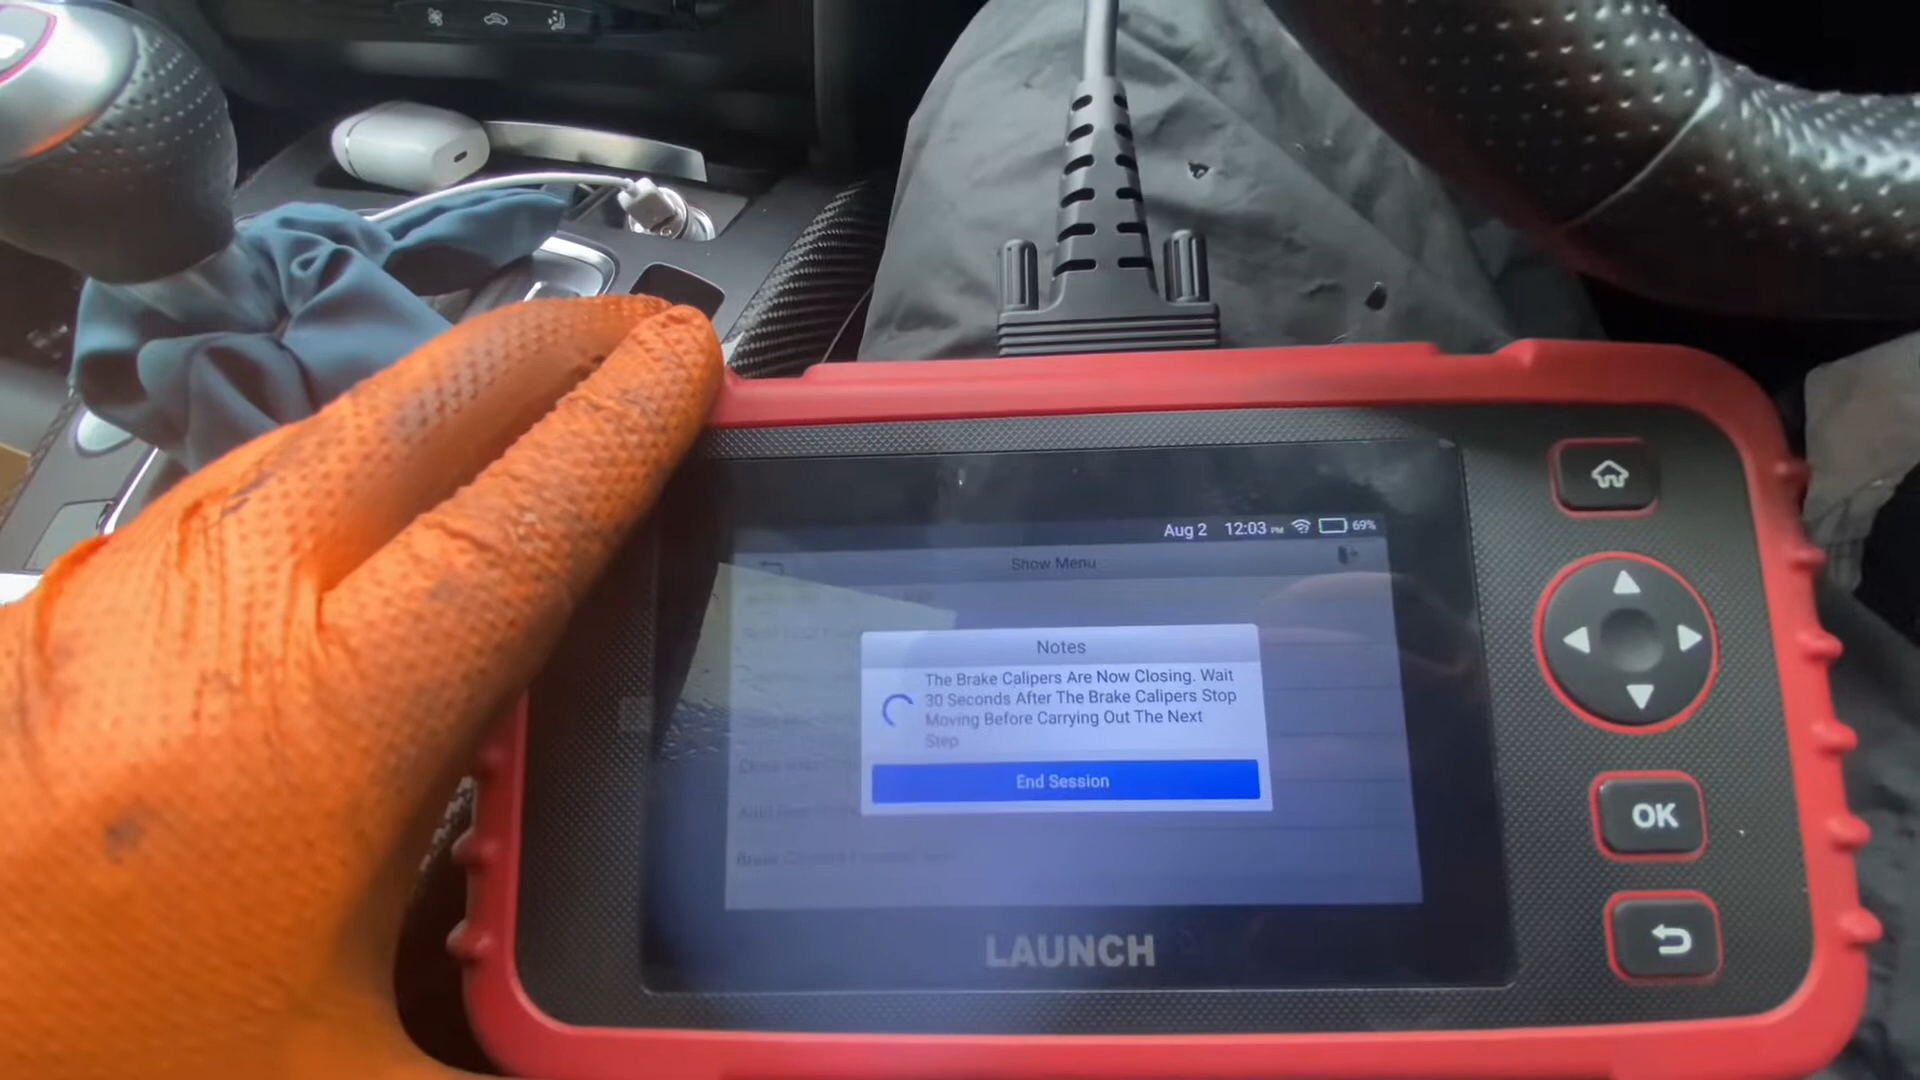 Aug 2 12:03 PM 69%
Show Menu
Notes
The Brake Calipers Are Now Closing. Wait
30 Seconds After The Brake Calipers Stop
Moving Before Carrying Out The Next
Step
End Session
OK
LAUNCH